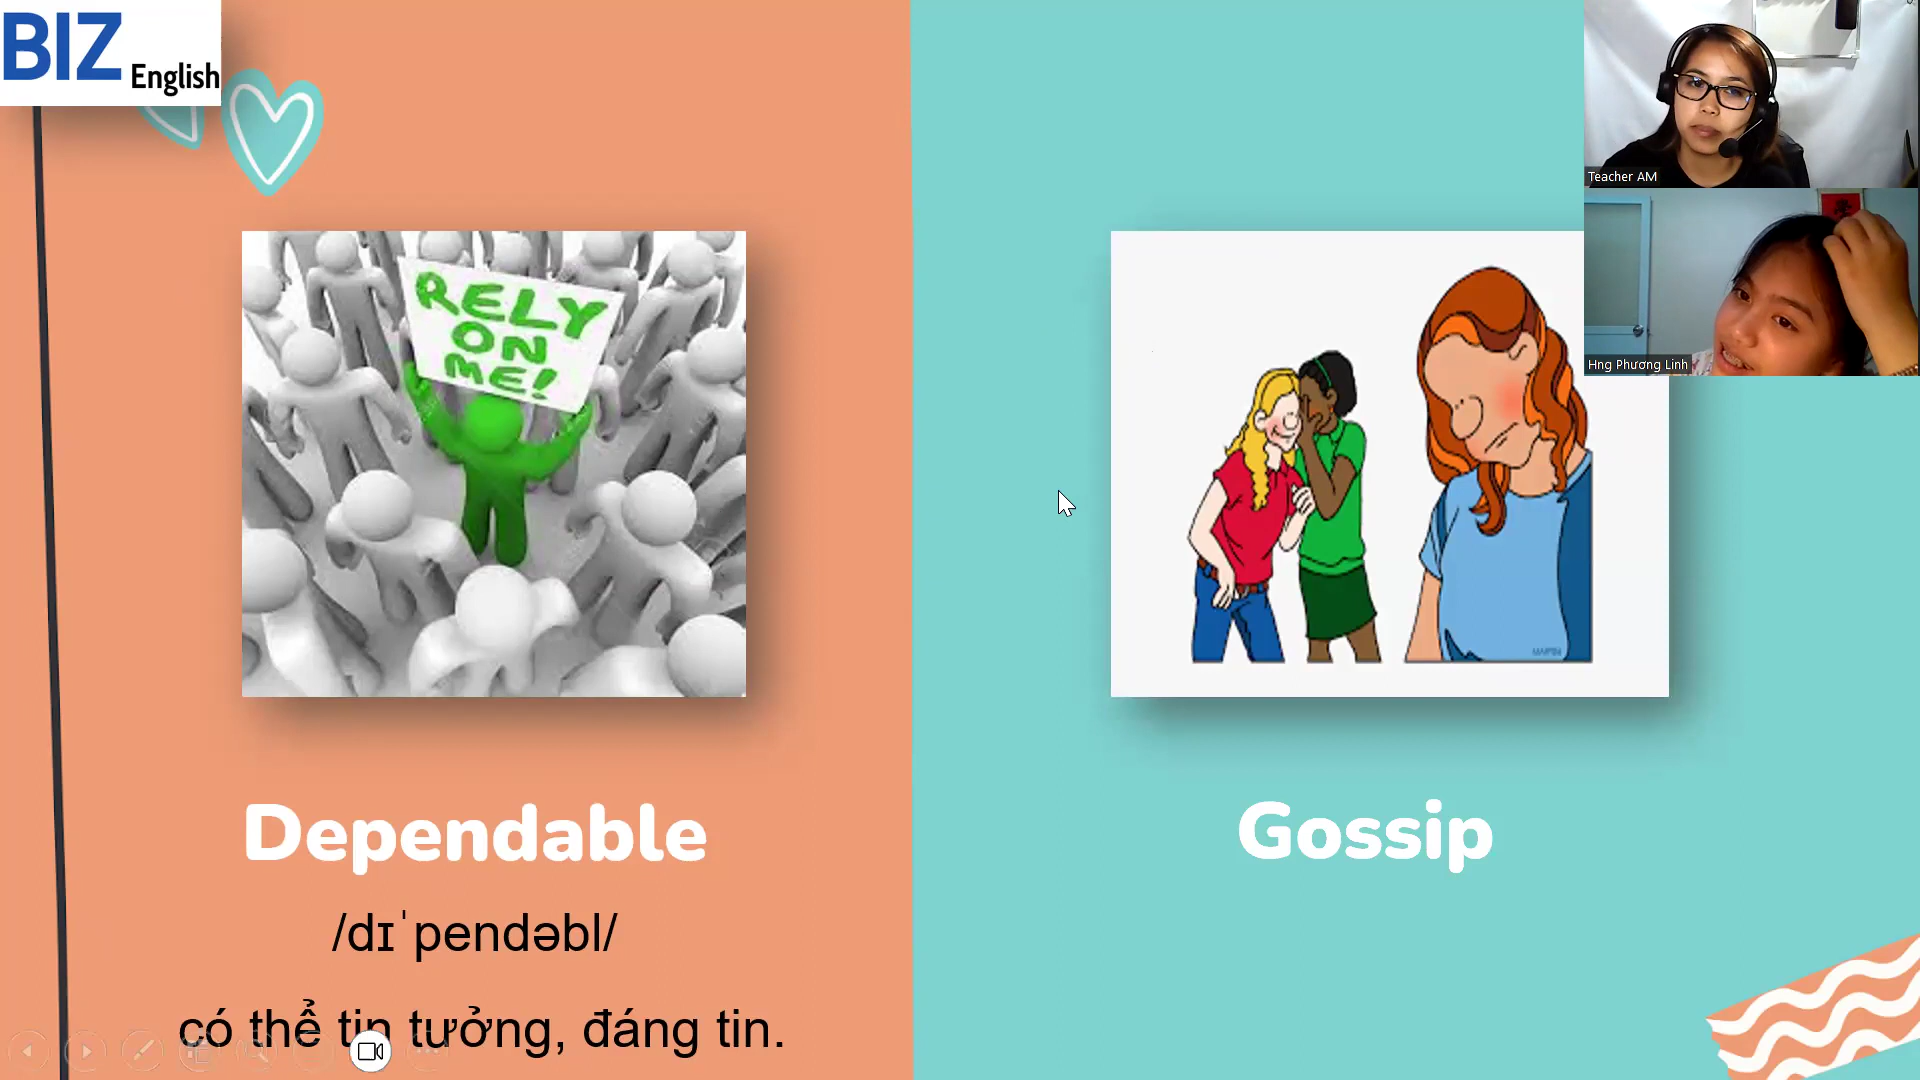 BIZ
English
RELY
ON
ME!
Dependable
/dɪˈpendəbl/
có thể tin tưởng, đáng tin.
Gossip
Teacher AM
Hng Phương Linh